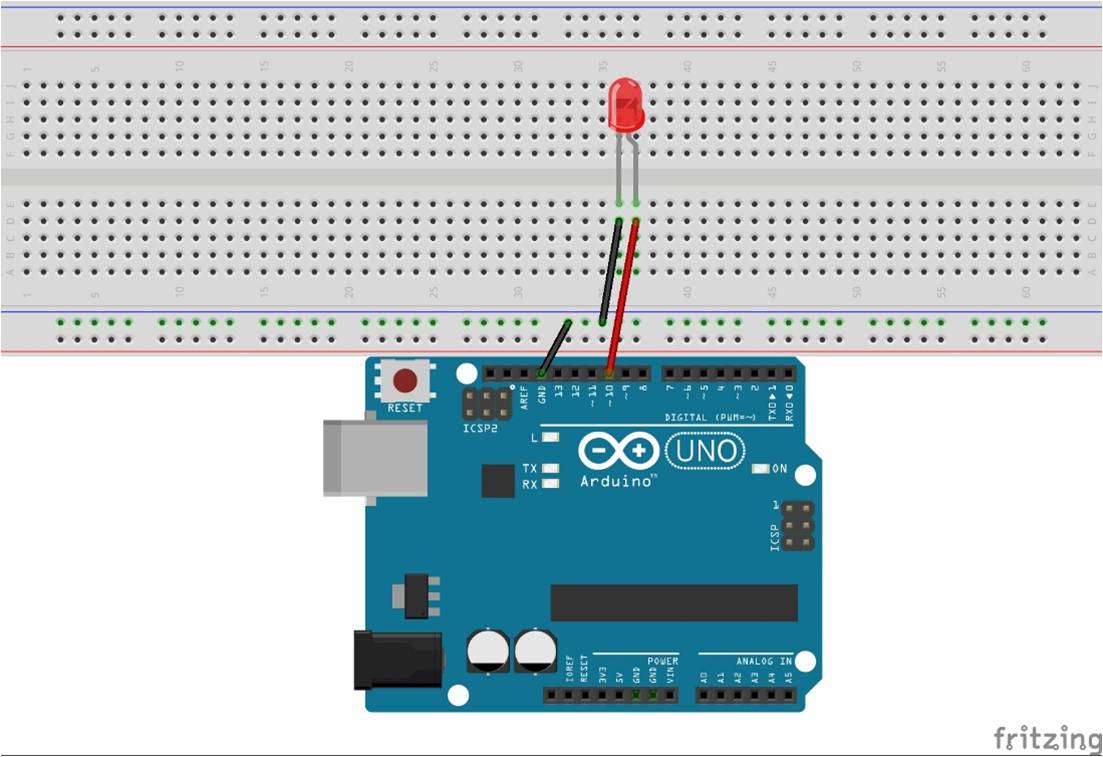 1 5 10 15 20 25 30 35 40 45 50 55 60
J J
I I
H H
G G
F F
E E
D D
C C
B B
A A
1 5 10 15 20 25 30 35 40 45 50 55 60
RESET
ICSP2
AREF GND 13 12 ~11 ~10 ~9 8 7 ~6 ~5 4 ~3 2 TX0▶1 RX0◀0
DIGITAL (PWM=~)
L
TX
RX
UNO
Arduino™
ON
1
ICSP
POWER
ANALOG IN
IOREF RESET 3V3 5V GND GND VIN A0 A1 A2 A3 A4 A5
fritzing